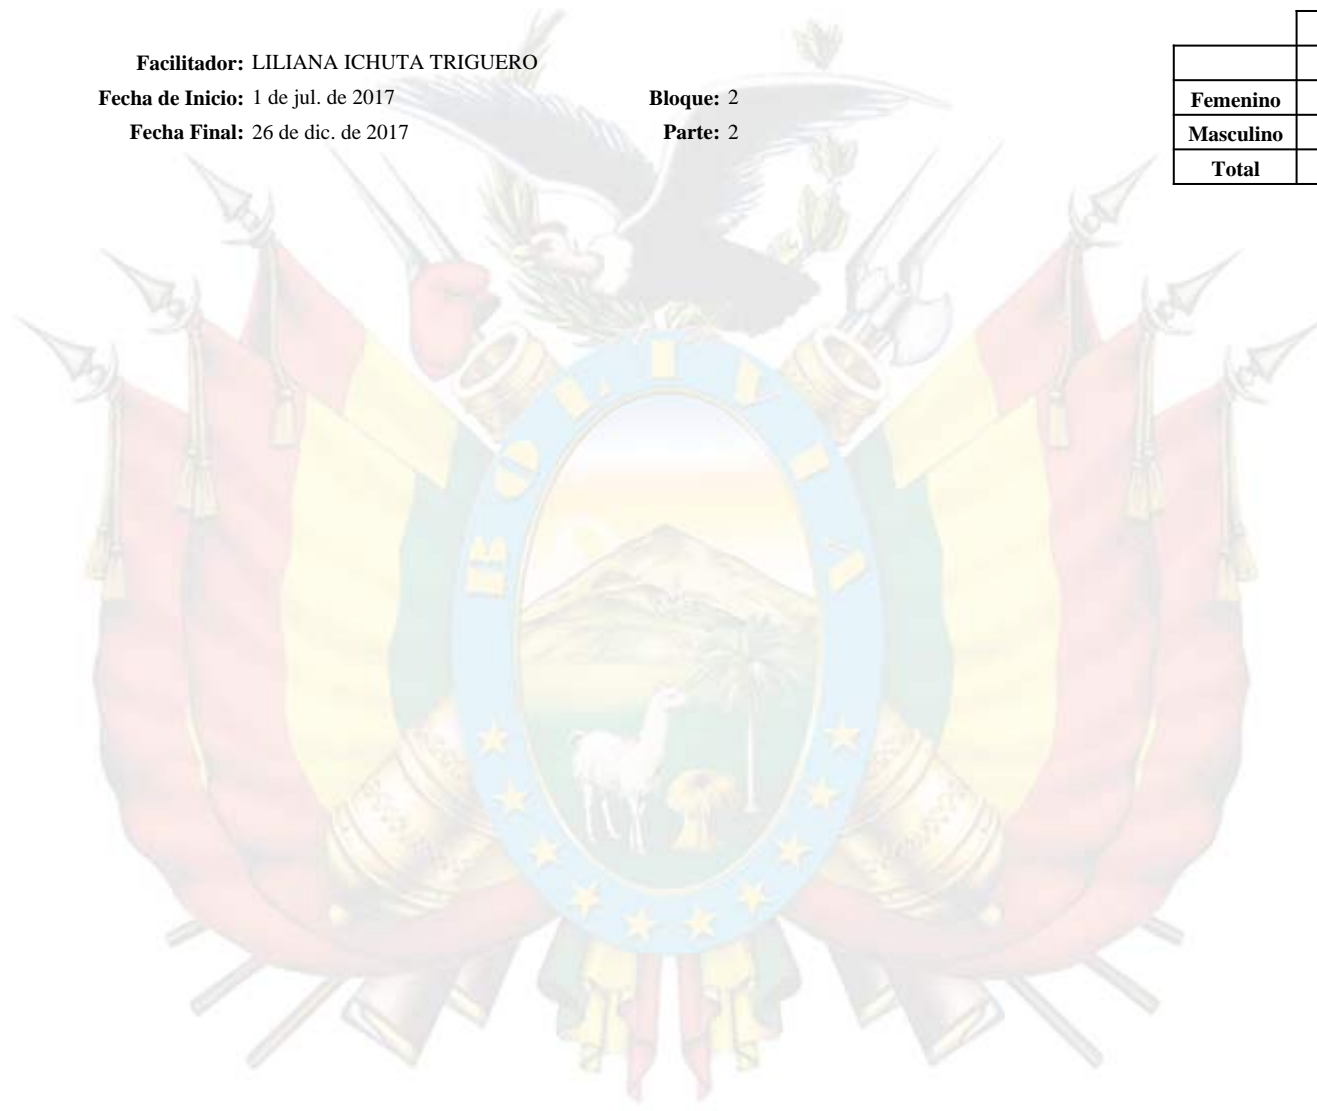 Facilitador: LILIANA ICHUTA TRIGUERO
Fecha de Inicio: 1 de jul. de 2017 Bloque: 2
Fecha Final: 26 de dic. de 2017 Parte: 2
Femenino
Masculino
Total
BOLIVIA